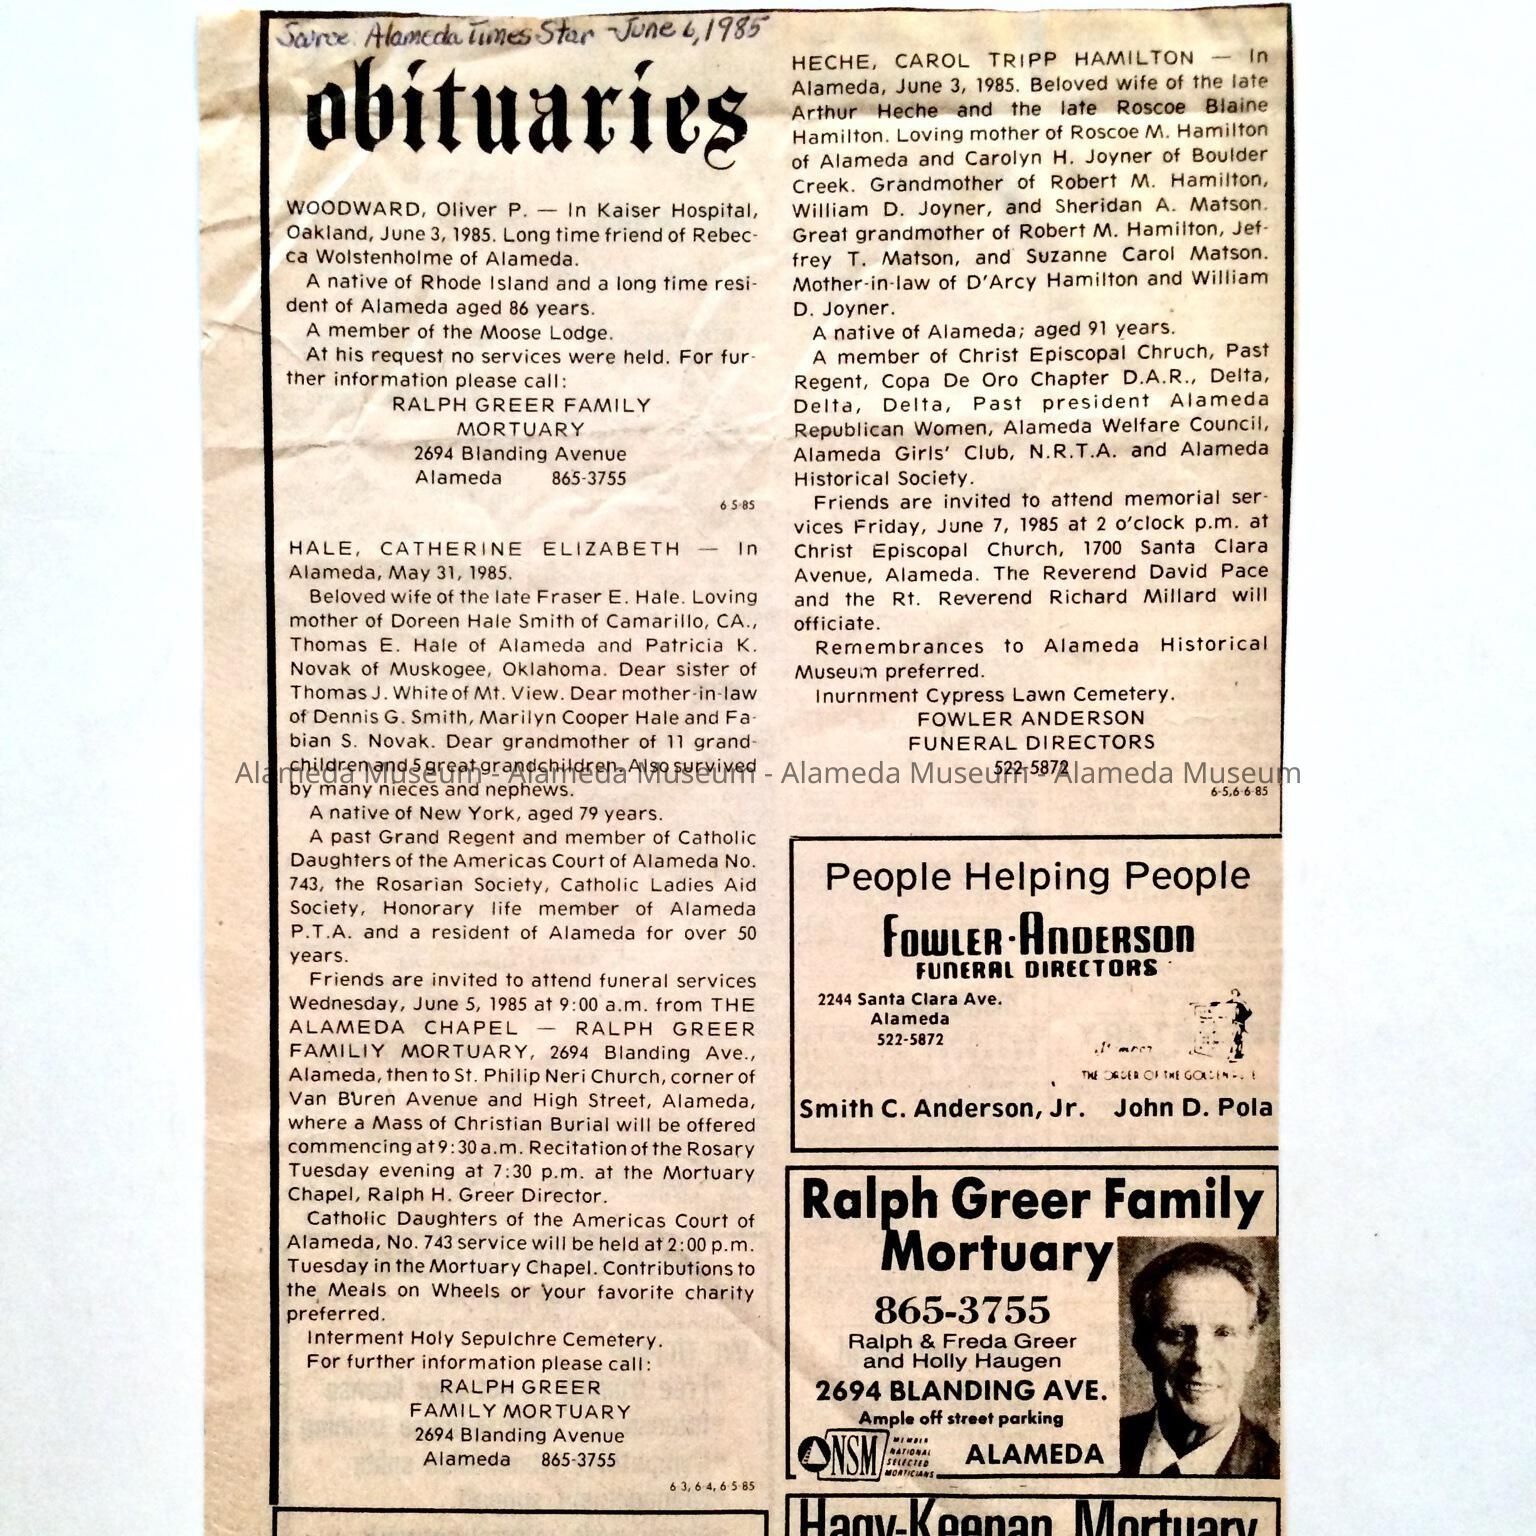 Source: Alameda Times Star - June 6, 1985
obituaries
WOODWARD, Oliver P. — In Kaiser Hospital,
Oakland, June 3, 1985. Long time friend of Rebec-
ca Wolstenholme of Alameda.
A native of Rhode Island and a long time resi-
dent of Alameda aged 86 years.
A member of the Moose Lodge.
At his request no services were held. For fur-
ther information please call:
RALPH GREER FAMILY
MORTUARY
2694 Blanding Avenue
Alameda 865-3755
6 5-85
HALE, CATHERINE ELIZABETH — In
Alameda, May 31, 1985.
Beloved wife of the late Fraser E. Hale. Loving
mother of Doreen Hale Smith of Camarillo, CA.,
Thomas E. Hale of Alameda and Patricia K.
Novak of Muskogee, Oklahoma. Dear sister of
Thomas J. White of Mt. View. Dear mother-in-law
of Dennis G. Smith, Marilyn Cooper Hale and Fa-
bian S. Novak. Dear grandmother of 11 grand-
children and 5 great grandchildren. Also survived
by many nieces and nephews.
A native of New York, aged 79 years.
A past Grand Regent and member of Catholic
Daughters of the Americas Court of Alameda No.
743, the Rosarian Society, Catholic Ladies Aid
Society, Honorary life member of Alameda
P.T.A. and a resident of Alameda for over 50
years.
Friends are invited to attend funeral services
Wednesday, June 5, 1985 at 9:00 a.m. from THE
ALAMEDA CHAPEL — RALPH GREER
FAMILIY MORTUARY, 2694 Blanding Ave.,
Alameda, then to St. Philip Neri Church, corner of
Van Buren Avenue and High Street, Alameda,
where a Mass of Christian Burial will be offered
commencing at 9:30 a.m. Recitation of the Rosary
Tuesday evening at 7:30 p.m. at the Mortuary
Chapel, Ralph H. Greer Director.
Catholic Daughters of the Americas Court of
Alameda, No. 743 service will be held at 2:00 p.m.
Tuesday in the Mortuary Chapel. Contributions to
the Meals on Wheels or your favorite charity
preferred.
Interment Holy Sepulchre Cemetery.
For further information please call:
RALPH GREER
FAMILY MORTUARY
2694 Blanding Avenue
Alameda 865-3755
6 3, 6-4, 6-5-85
HECHE, CAROL TRIPP HAMILTON — In
Alameda, June 3, 1985. Beloved wife of the late
Arthur Heche and the late Roscoe Blaine
Hamilton. Loving mother of Roscoe M. Hamilton
of Alameda and Carolyn H. Joyner of Boulder
Creek. Grandmother of Robert M. Hamilton,
William D. Joyner, and Sheridan A. Matson.
Great grandmother of Robert M. Hamilton, Jef-
frey T. Matson, and Suzanne Carol Matson.
Mother-in-law of D'Arcy Hamilton and William
D. Joyner.
A native of Alameda; aged 91 years.
A member of Christ Episcopal Chruch, Past
Regent, Copa De Oro Chapter D.A.R., Delta,
Delta, Delta, Past president Alameda
Republican Women, Alameda Welfare Council,
Alameda Girls' Club, N.R.T.A. and Alameda
Historical Society.
Friends are invited to attend memorial ser-
vices Friday, June 7, 1985 at 2 o'clock p.m. at
Christ Episcopal Church, 1700 Santa Clara
Avenue, Alameda. The Reverend David Pace
and the Rt. Reverend Richard Millard will
officiate.
Remembrances to Alameda Historical
Museum preferred.
Inurnment Cypress Lawn Cemetery.
FOWLER ANDERSON
FUNERAL DIRECTORS
522-5872
6-5, 6-6-85
Alameda Museum - Alameda Museum - Alameda Museum - Alameda Museum
People Helping People
FOWLER-ANDERSON
FUNERAL DIRECTORS
2244 Santa Clara Ave.
Alameda
522-5872
THE ORDER OF THE
Smith C. Anderson, Jr. John D. Pola
Ralph Greer Family
Mortuary
865-3755
Ralph & Freda Greer
and Holly Haugen
2694 BLANDING AVE.
Ample off street parking
NSM
MEMBER
NATIONAL
SELECTED
MORTICIANS
ALAMEDA
Hagy-Keenan Mortuary